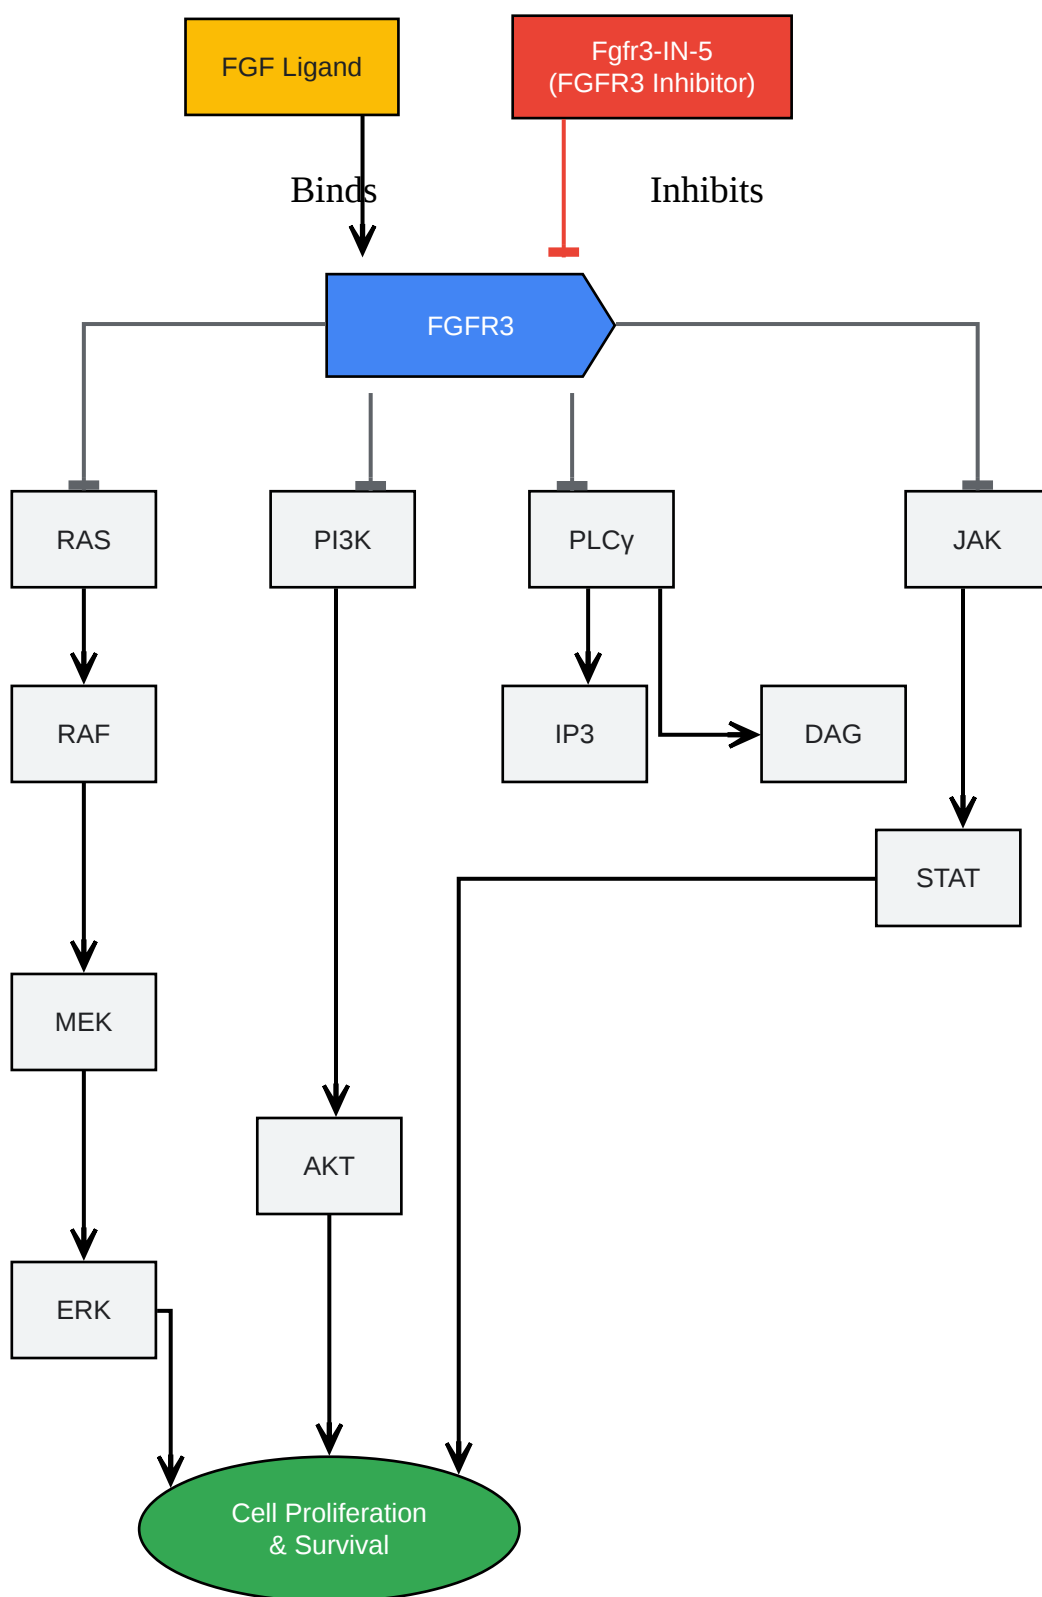 FGF Ligand
Fgfr3-IN-5
(FGFR3 Inhibitor)
Binds
Inhibits
FGFR3
RAS
PI3K
PLCγ
JAK
RAF
IP3
DAG
STAT
MEK
AKT
ERK
Cell Proliferation
& Survival